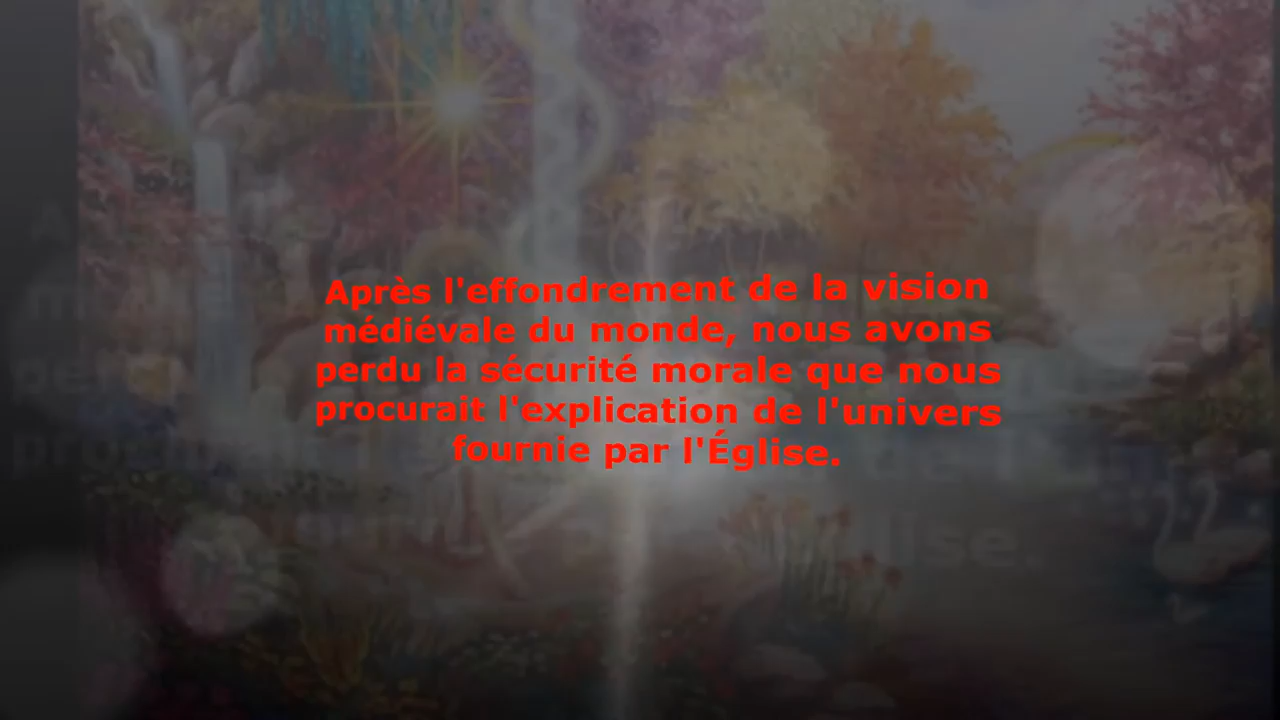 Après l'effondrement de la vision
médiévale du monde, nous avons
perdu la sécurité morale que nous
procurait l'explication de l'univers
fournie par l'Église.